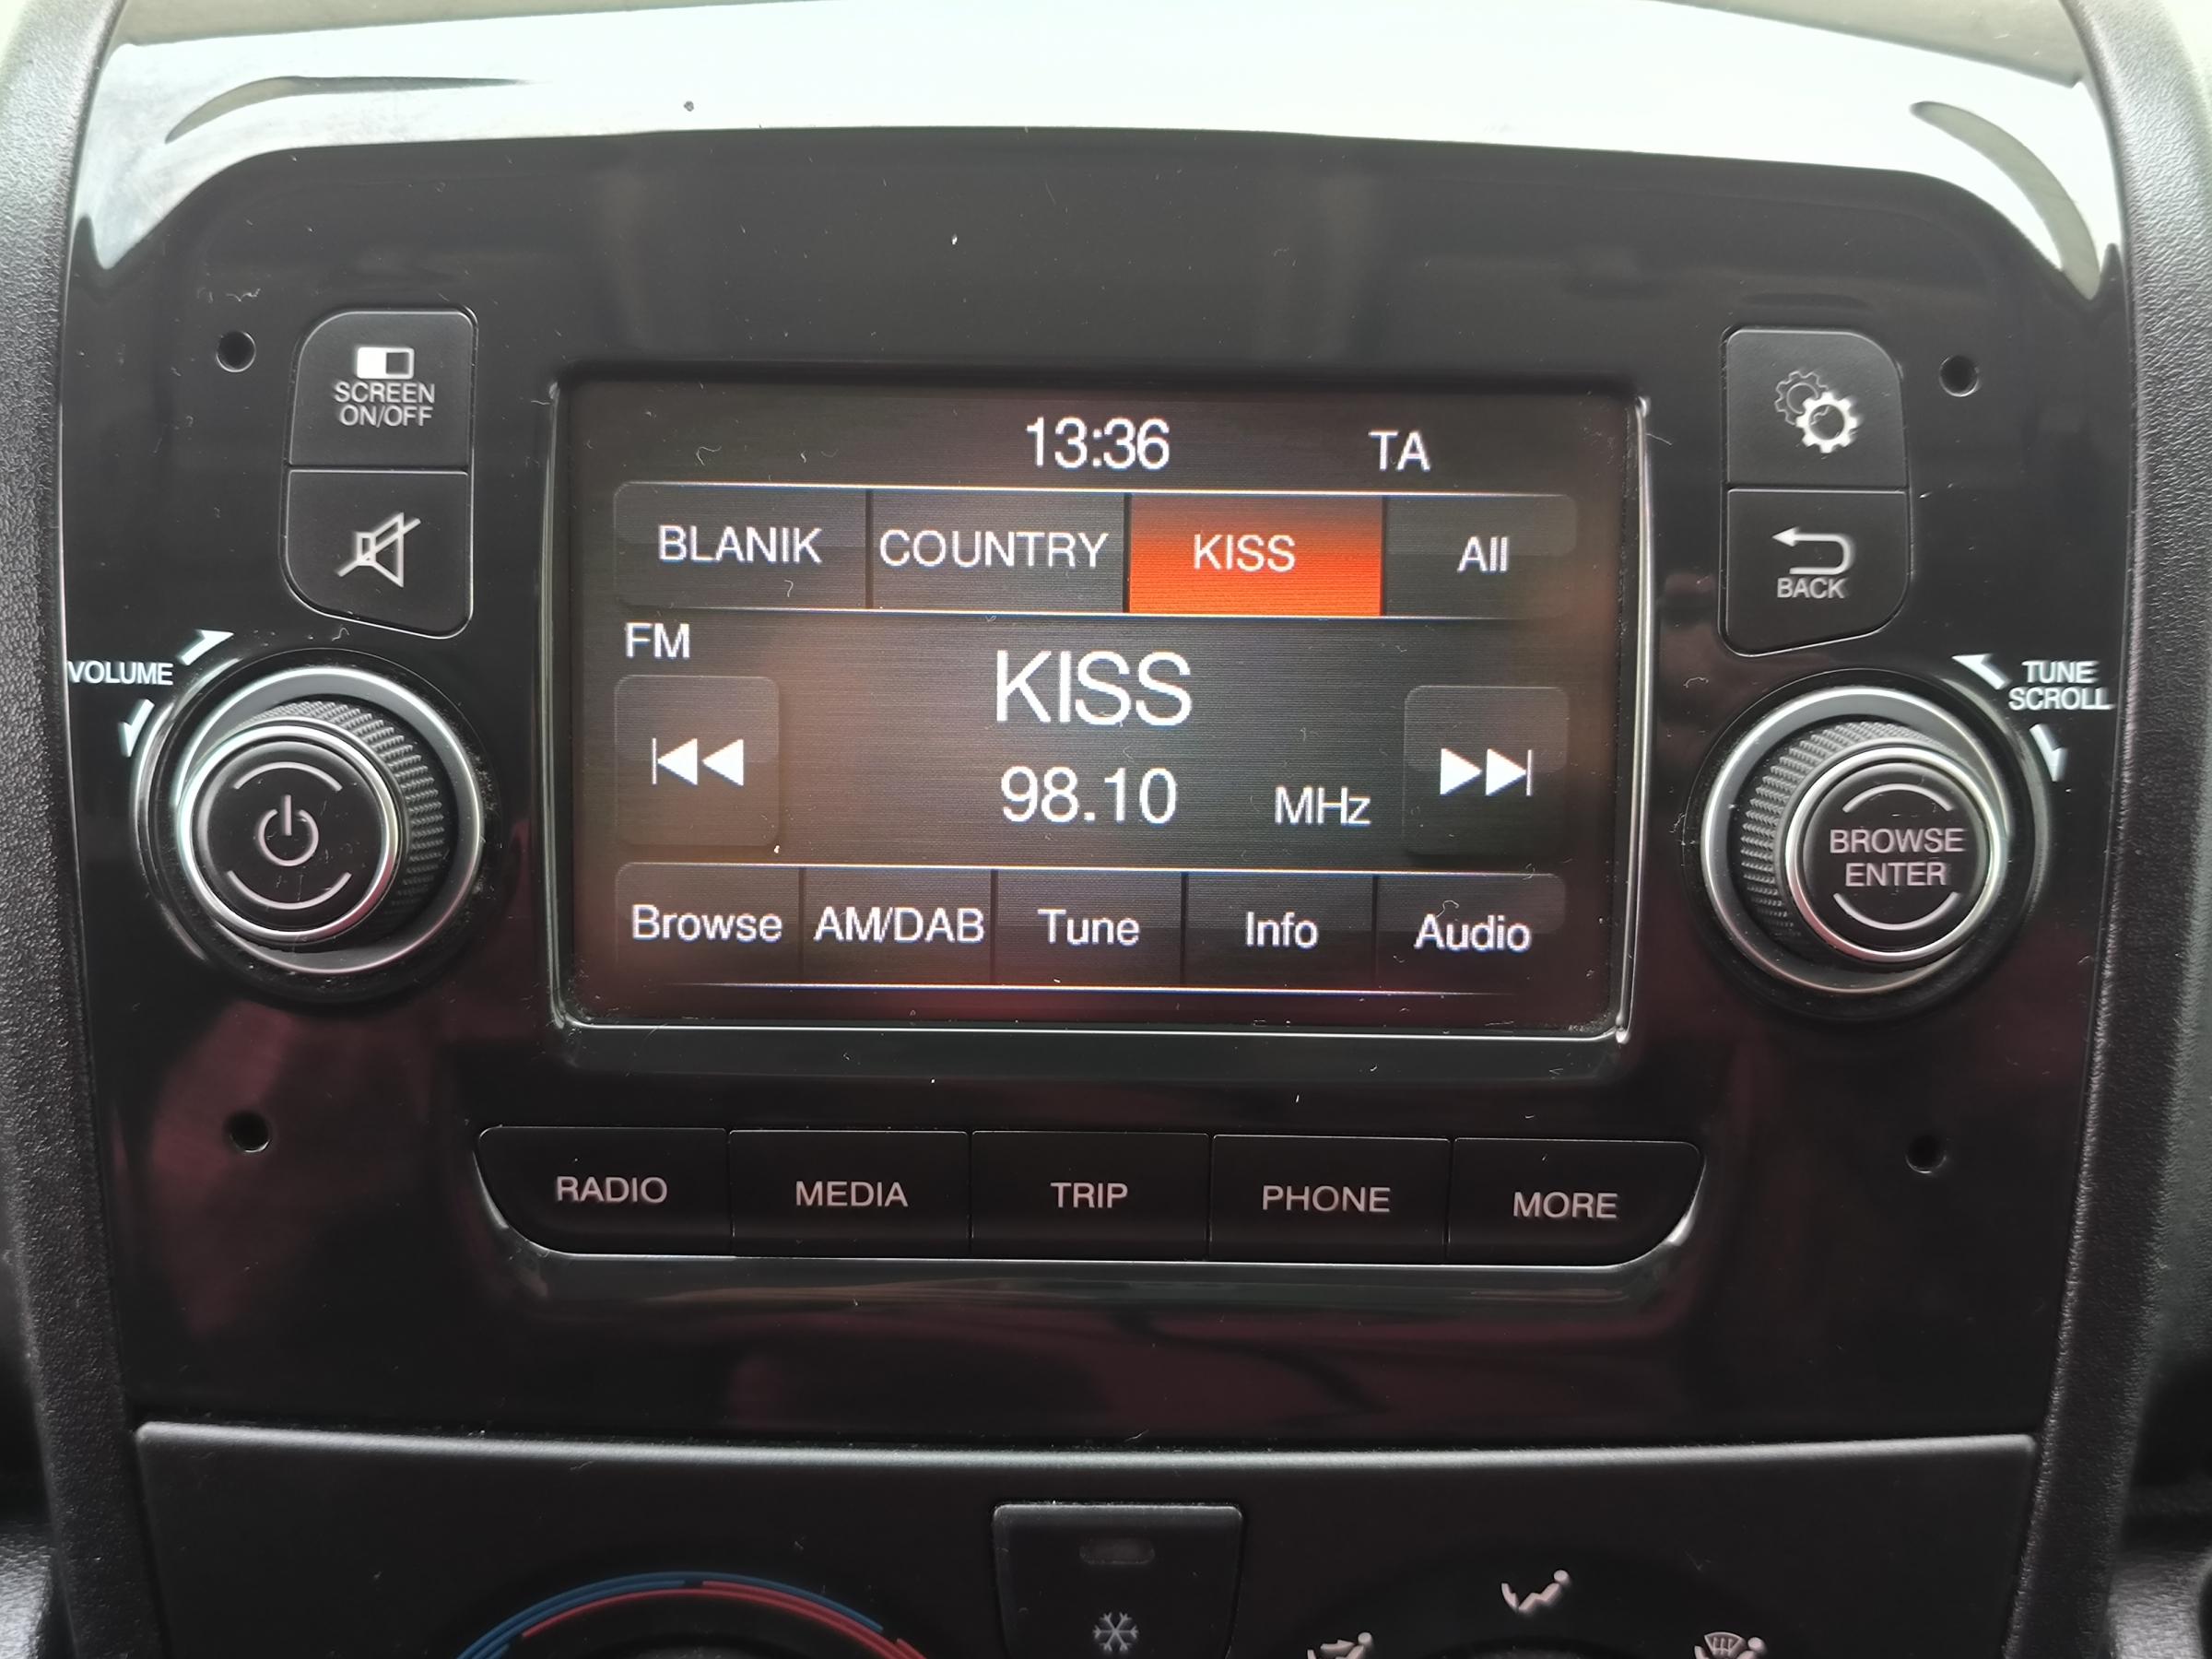 SCREEN
ON/OFF
13:36
TA
BLANIK
COUNTRY
KISS
All
BACK
VOLUME
FM
KISS
TUNE
SCROLL
98.10
MHz
BROWSE
ENTER
Browse
AM/DAB
Tune
Info
Audio
RADIO
MEDIA
TRIP
PHONE
MORE